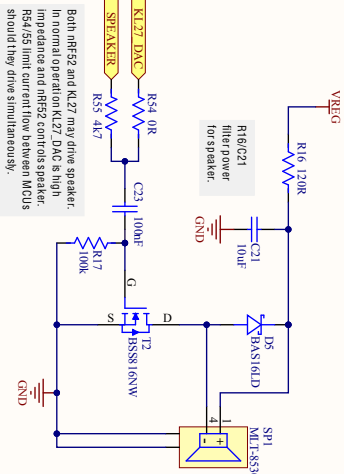 VREG
R16 120R
R16/C21
filter power
for speaker.
C21
10uF
GND
D5
BAS16LD
SP1
1
4
+
-
KL27_DAC
SPEAKER
R54 0R
R55 4k7
C23
100nF
R17
100k
G
D
S
T2
BSS816NW
GND
Both nRF52 and KL27 may drive speaker.
In normal operation KL27_DAC is high
impedance and nRF52 controls speaker.
R54/55 limit current flow between MCUs
should they drive simultaneously.